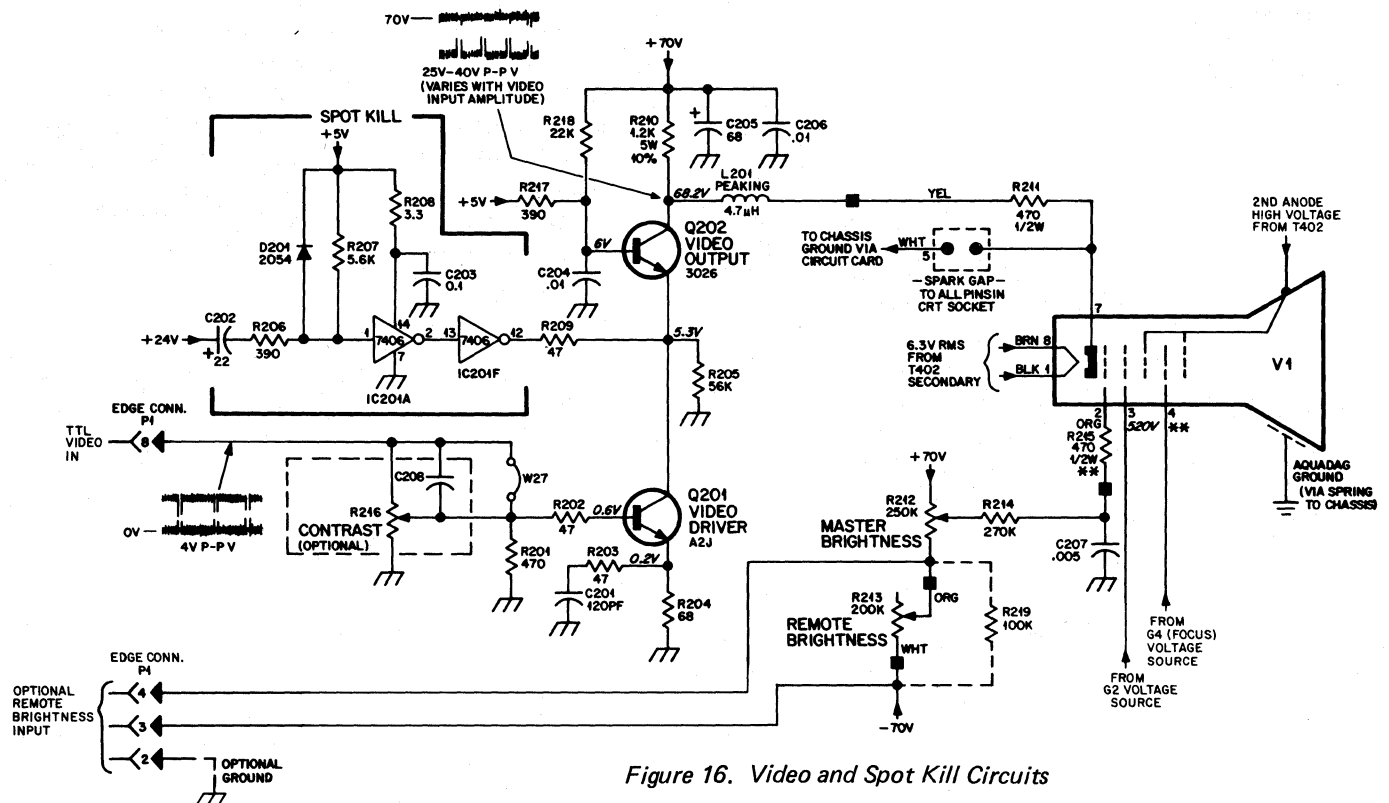 70V
25V-40V P-P V
(VARIES WITH VIDEO
INPUT AMPLITUDE)
+70V
SPOT KILL
+5V
R218
22K
R210
1.2K
5W
10%
+
C205
68
C206
.01
R208
3.3
D201
2054
R207
5.6K
C203
0.1
+5V
R217
390
68.2V
L201
PEAKING
4.7µH
YEL
R211
470
1/2W
2ND ANODE
HIGH VOLTAGE
FROM T402
6V
Q202
VIDEO
OUTPUT
3026
C204
.01
TO CHASSIS
GROUND VIA
CIRCUIT CARD
WHT
5
-SPARK GAP-
TO ALL PINS IN
CRT SOCKET
+24V
C202
+
22
R206
390
1
7406
14
2
7
IC201A
13
7406
12
IC201F
R209
47
5.3V
R205
56K
7
6.3V RMS
FROM
T402
SECONDARY
BRN 8
BLK 1
V1
2
3
4
ORG
R215
470
1/2W
**
520V
**
AQUADAG
GROUND
(VIA SPRING
TO CHASSIS)
EDGE CONN.
P1
TTL
VIDEO
IN
8
0V
4V P-P V
C208
W27
R216
CONTRAST
(OPTIONAL)
R201
470
R202
47
0.6V
Q201
VIDEO
DRIVER
A2J
R203
47
0.2V
C201
120PF
R204
68
+70V
R212
250K
MASTER
BRIGHTNESS
R214
270K
C207
.005
ORG
R213
200K
REMOTE
BRIGHTNESS
WHT
R219
100K
-70V
FROM
G4 (FOCUS)
VOLTAGE
SOURCE
FROM
G2 VOLTAGE
SOURCE
EDGE CONN.
P1
OPTIONAL
REMOTE
BRIGHTNESS
INPUT
4
3
2
OPTIONAL
GROUND
Figure 16. Video and Spot Kill Circuits